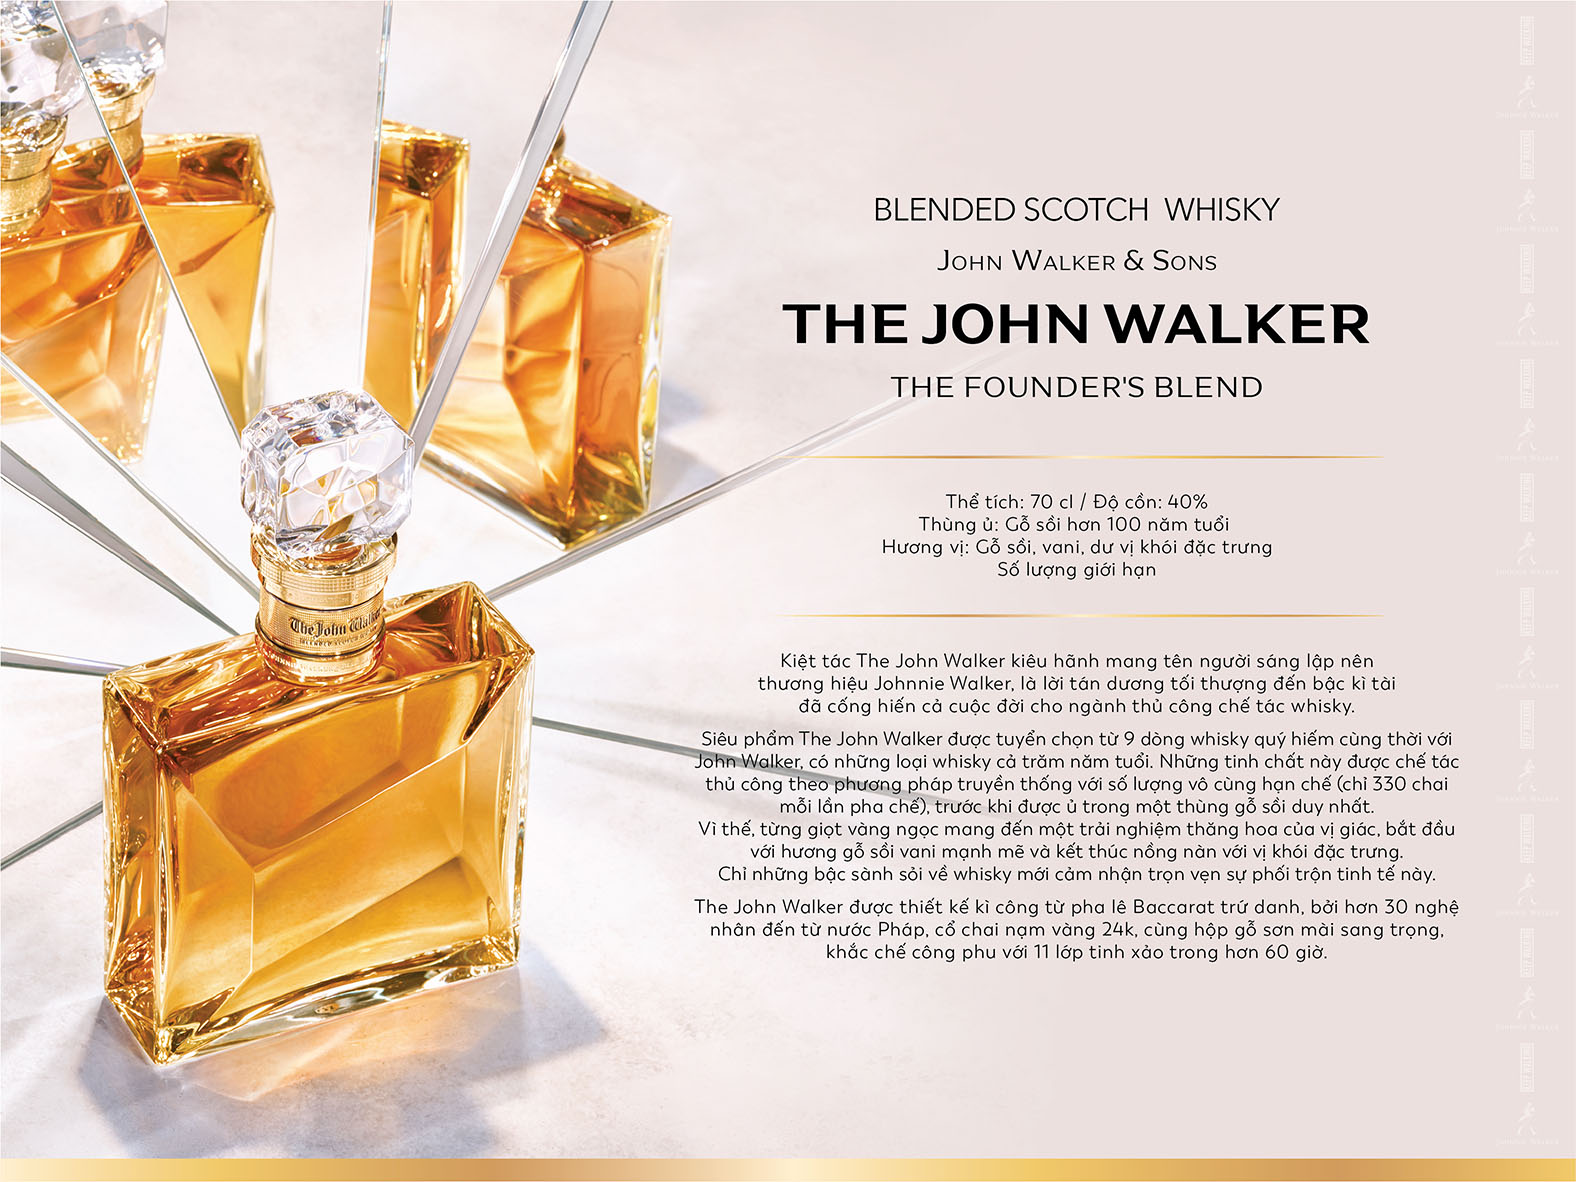 BLENDED SCOTCH WHISKY
JOHN WALKER & SONS
THE JOHN WALKER
THE FOUNDER'S BLEND
Thể tích: 70 cl / Độ cồn: 40%
Thùng ủ: Gỗ sồi hơn 100 năm tuổi
Hương vị: Gỗ sồi, vani, dư vị khói đặc trưng
Số lượng giới hạn
The John Walker
Kiệt tác The John Walker kiêu hãnh mang tên người sáng lập nên
thương hiệu Johnnie Walker, là lời tán dương tối thượng đến bậc kì tài
đã cống hiến cả cuộc đời cho ngành thủ công chế tác whisky.
Siêu phẩm The John Walker được tuyển chọn từ 9 dòng whisky quý hiếm cùng thời với
John Walker, có những loại whisky cả trăm năm tuổi. Những tinh chất này được chế tác
thủ công theo phương pháp truyền thống với số lượng vô cùng hạn chế (chỉ 330 chai
mỗi lần pha chế), trước khi được ủ trong một thùng gỗ sồi duy nhất.
Vì thế, từng giọt vàng ngọc mang đến một trải nghiệm thăng hoa của vị giác, bắt đầu
với hương gỗ sồi vani mạnh mẽ và kết thúc nồng nàn với vị khói đặc trưng.
Chỉ những bậc sành sỏi về whisky mới cảm nhận trọn vẹn sự phối trộn tinh tế này.
The John Walker được thiết kế kì công từ pha lê Baccarat trứ danh, bởi hơn 30 nghệ
nhân đến từ nước Pháp, cổ chai nạm vàng 24k, cùng hộp gỗ sơn mài sang trọng,
khắc chế công phu với 11 lớp tinh xảo trong hơn 60 giờ.